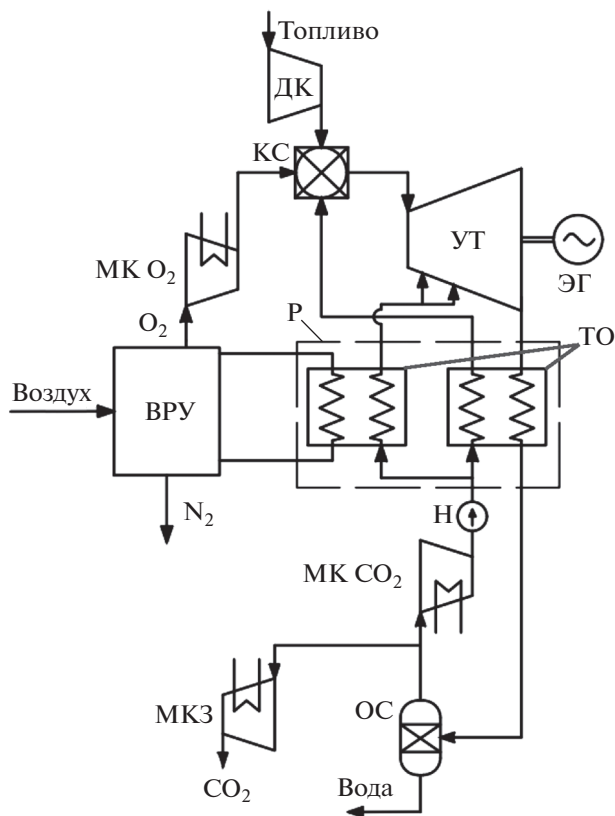 Топливо
ДК
КС
УТ
ЭГ
МК O₂
O₂
Р
ТО
Воздух
ВРУ
N₂
Н
МК CO₂
МКЗ
ОС
CO₂
Вода